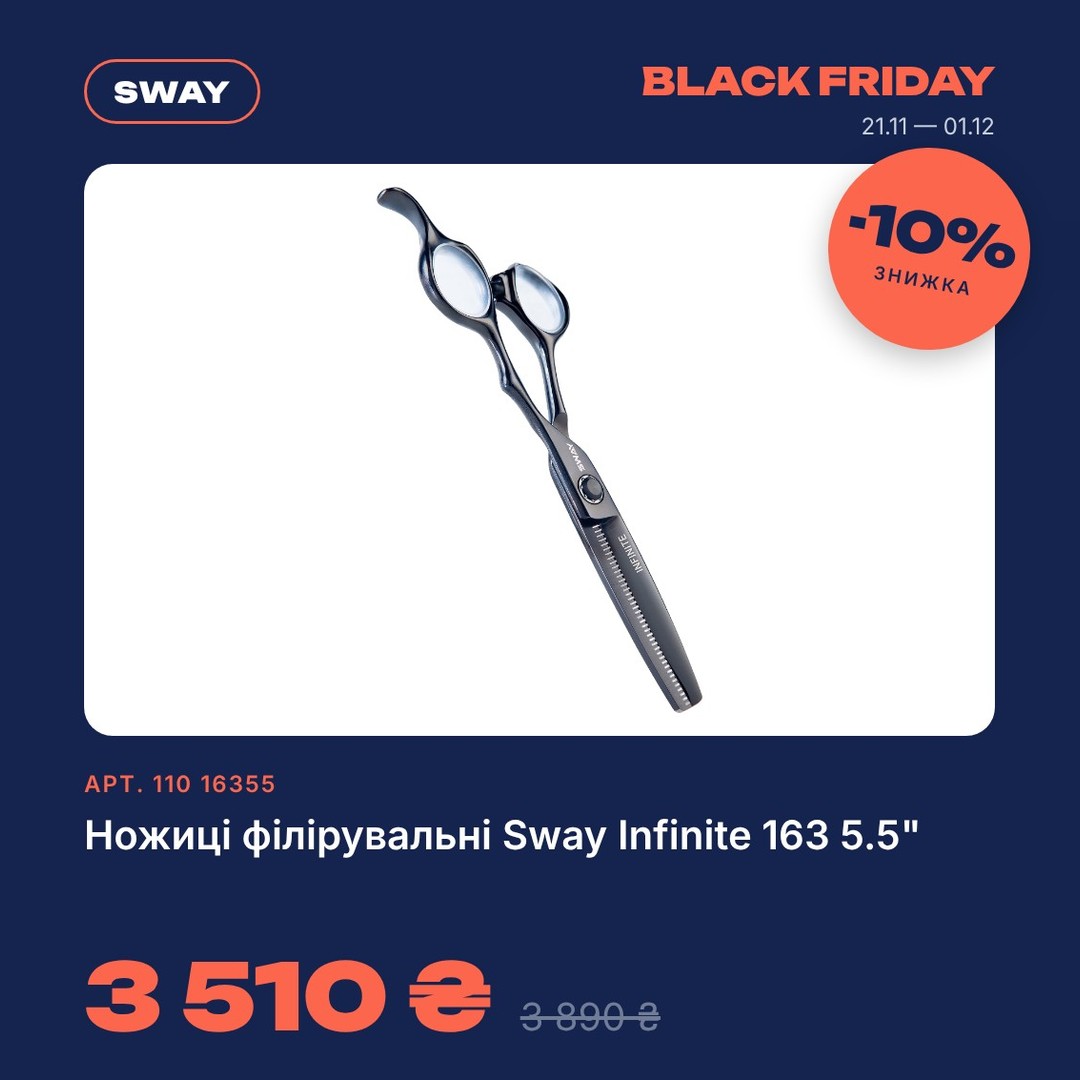 SWAY
BLACK FRIDAY
21.11 — 01.12
-10%
ЗНИЖКА
SWAY
INFINITE
АРТ. 110 16355
Ножиці філірувальні Sway Infinite 163 5.5"
3 510 ₴
3 890 ₴